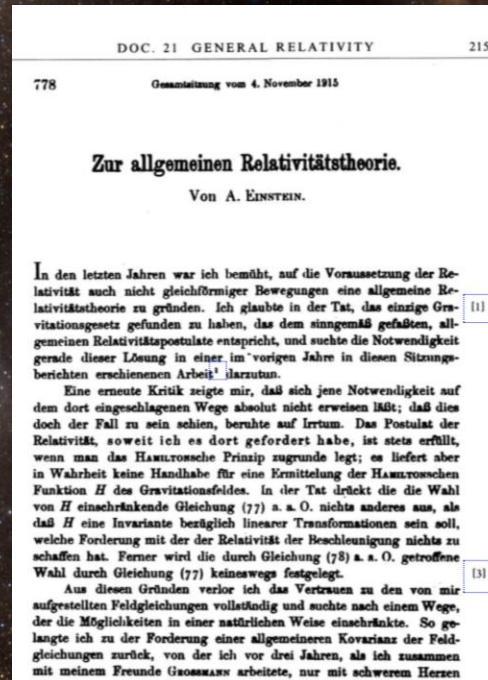 DOC. 21 GENERAL RELATIVITY 215
778 Gesamtsitzung vom 4. November 1915
Zur allgemeinen Relativitätstheorie.
Von A. Einstein.
In den letzten Jahren war ich bemüht, auf die Voraussetzung der Re-
lativität auch nicht gleichförmiger Bewegungen eine allgemeine Re-
lativitätstheorie zu gründen. Ich glaubte in der Tat, das einzige Gra- [1]
vitationsgesetz gefunden zu haben, das dem sinngemäß gefaßten, all-
gemeinen Relativitätspostulate entspricht, und suchte die Notwendigkeit
gerade dieser Lösung in einer im vorigen Jahre in diesen Sitzungs-
berichten erschienenen Arbeit darzutun.
Eine erneute Kritik zeigte mir, daß sich jene Notwendigkeit auf
dem dort eingeschlagenen Wege absolut nicht erweisen läßt; daß dies
doch der Fall zu sein schien, beruhte auf Irrtum. Das Postulat der
Relativität, soweit ich es dort gefordert habe, ist stets erfüllt,
wenn man das Hamiltonsche Prinzip zugrunde legt; es liefert aber
in Wahrheit keine Handhabe für eine Ermittelung der Hamiltonschen
Funktion H des Gravitationsfeldes. In der Tat drückt die die Wahl
von H einschränkende Gleichung (77) a. a. O. nichts anderes aus, als
daß H eine Invariante bezüglich linearer Transformationen sein soll,
welche Forderung mit der der Relativität der Beschleunigung nichts zu
schaffen hat. Ferner wird die durch Gleichung (78) a. a. O. getroffene
Wahl durch Gleichung (77) keineswegs festgelegt. [3]
Aus diesen Gründen verlor ich das Vertrauen zu den von mir
aufgestellten Feldgleichungen vollständig und suchte nach einem Wege,
der die Möglichkeiten in einer natürlichen Weise einschränkte. So ge-
langte ich zu der Forderung einer allgemeineren Kovarianz der Feld-
gleichungen zurück, von der ich vor drei Jahren, als ich zusammen
mit meinem Freunde Grossmann arbeitete, nur mit schwerem Herzen